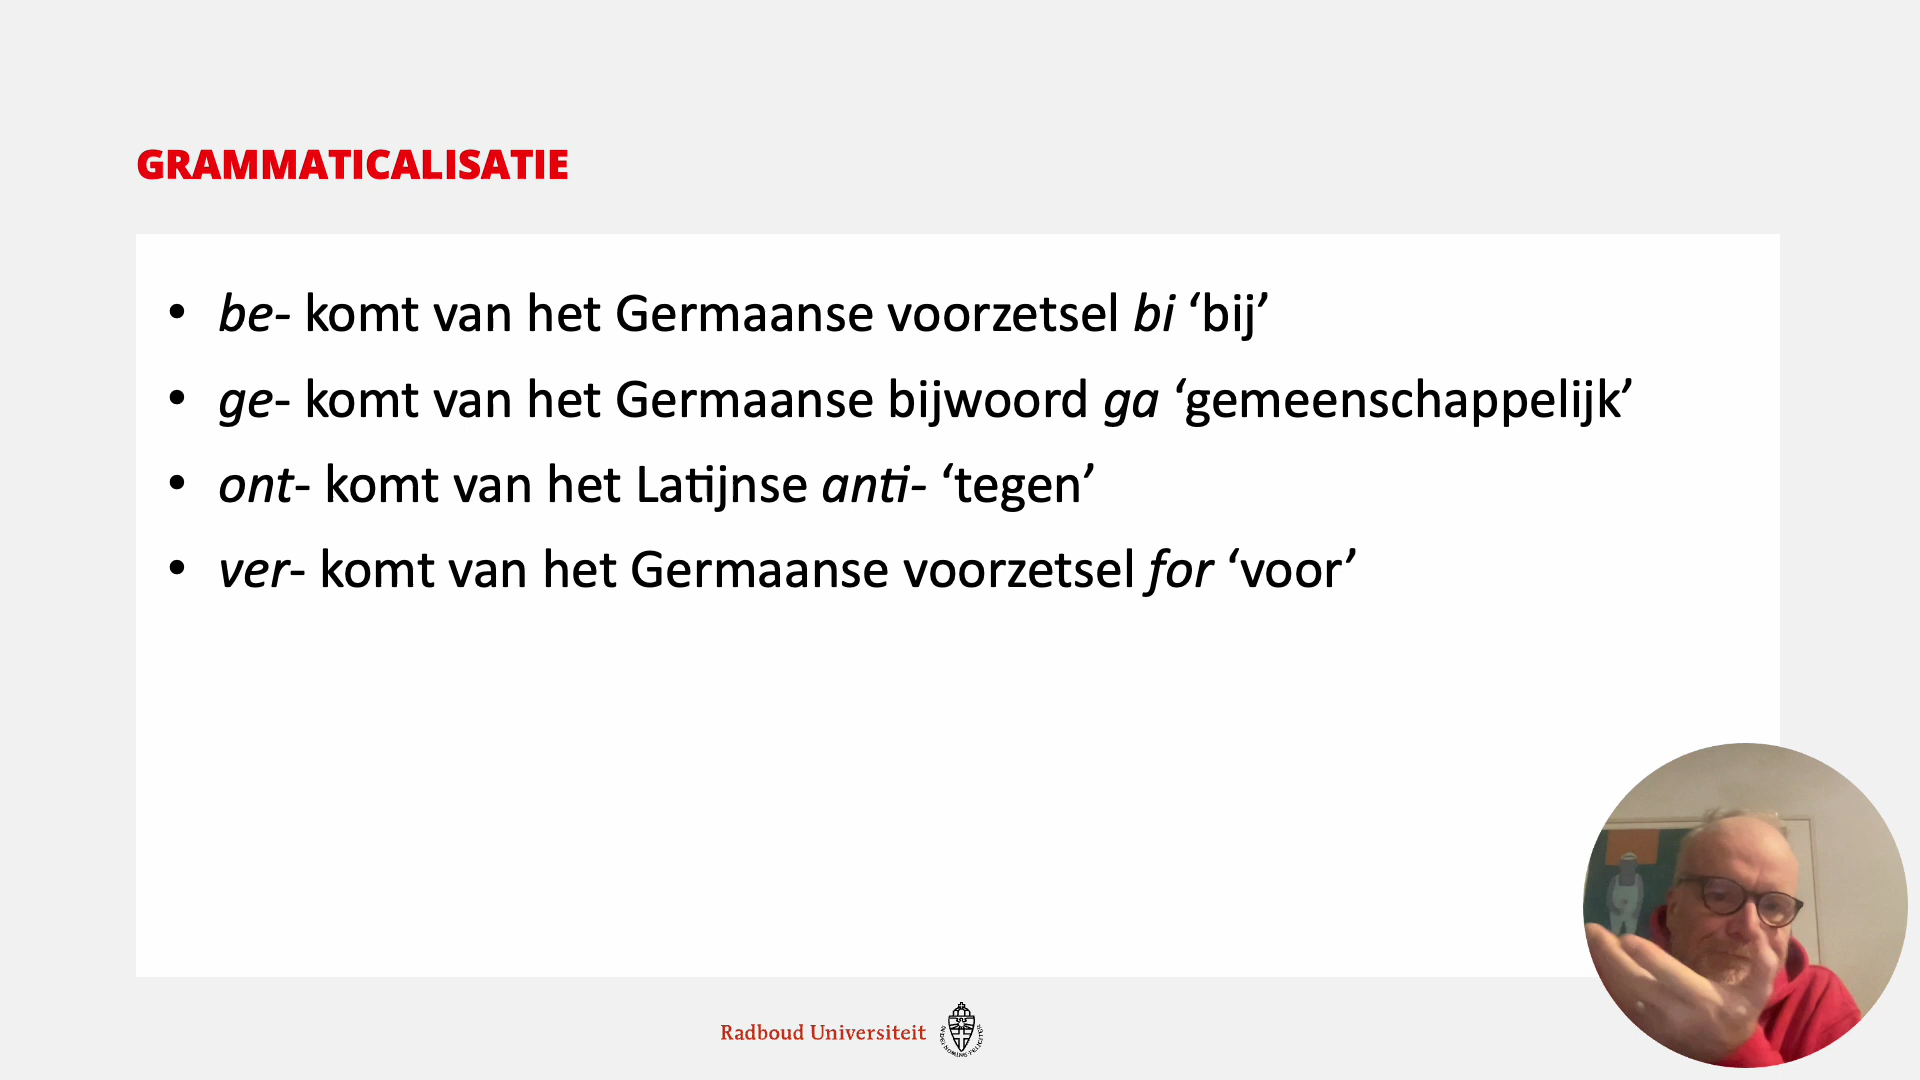 GRAMMATICALISATIE
• be- komt van het Germaanse voorzetsel bi ‘bij’
• ge- komt van het Germaanse bijwoord ga ‘gemeenschappelijk’
• ont- komt van het Latijnse anti- ‘tegen’
• ver- komt van het Germaanse voorzetsel for ‘voor’
Radboud Universiteit